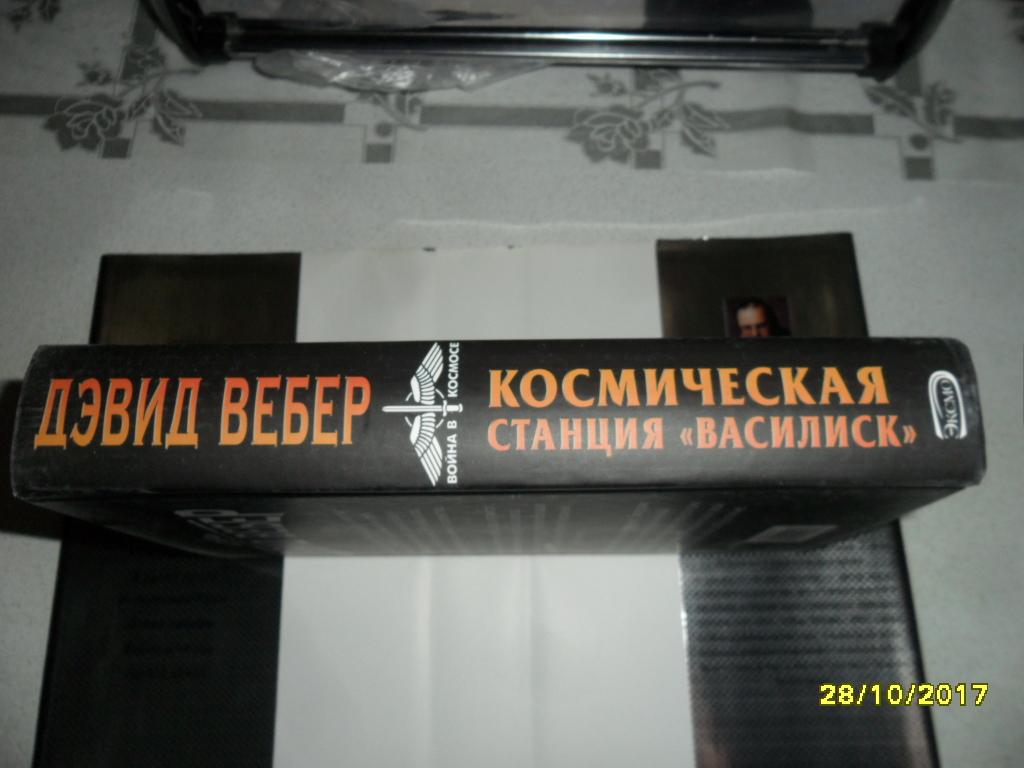 ДЭВИД ВЕБЕР
ВОЙНА В КОСМОСЕ
КОСМИЧЕСКАЯ
СТАНЦИЯ «ВАСИЛИСК»
ЭКСМО
28/10/2017